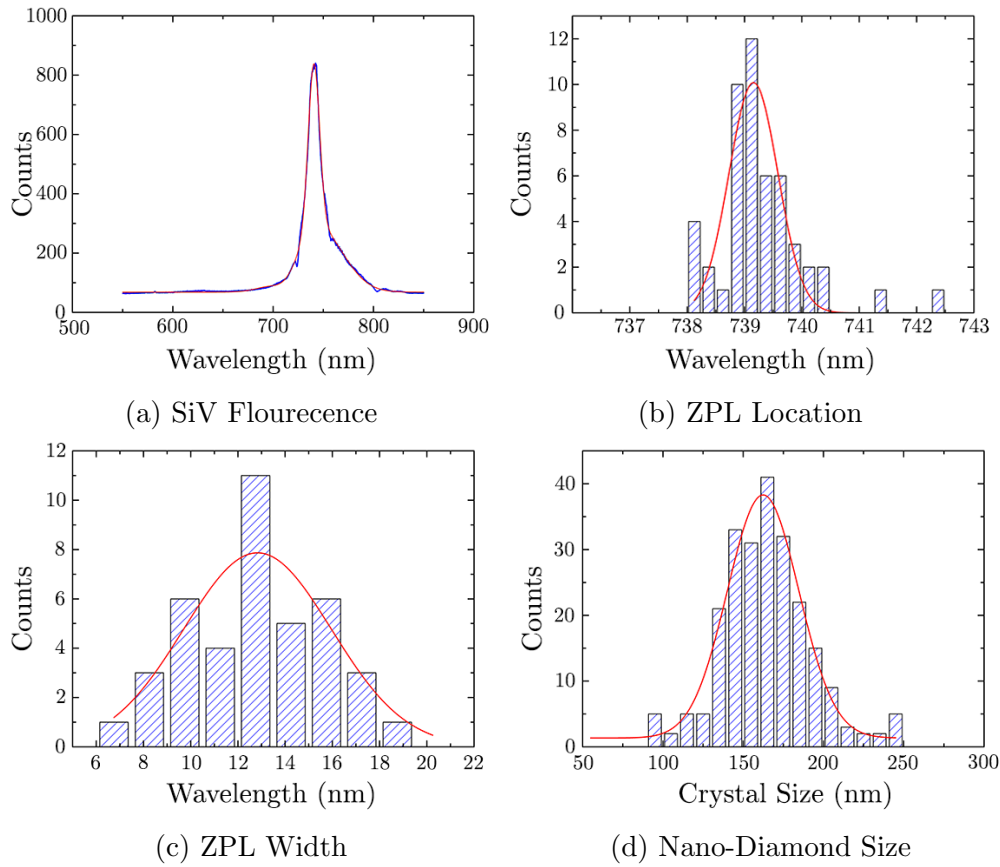 1000
800
600
400
200
0
Counts
500 600 700 800 900
Wavelength (nm)
(a) SiV Flourecence
12
10
8
6
4
2
0
Counts
737 738 739 740 741 742 743
Wavelength (nm)
(b) ZPL Location
12
10
8
6
4
2
0
Counts
6 8 10 12 14 16 18 20 22
Wavelength (nm)
(c) ZPL Width
40
30
20
10
0
Counts
50 100 150 200 250 300
Crystal Size (nm)
(d) Nano-Diamond Size